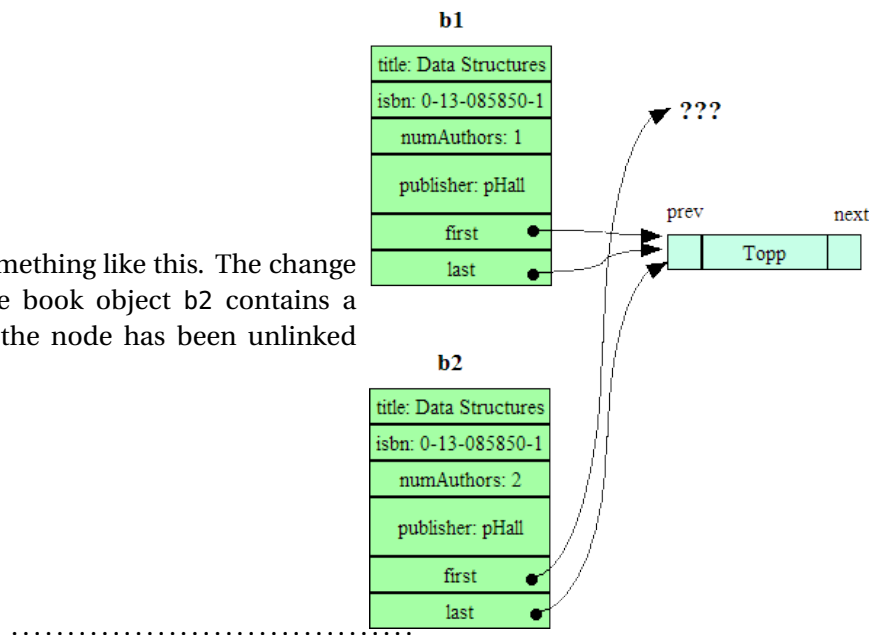 b1
title: Data Structures
isbn: 0-13-085850-1
numAuthors: 1
publisher: pHall
first
last
???
prev
next
Topp
mething like this. The change
e book object b2 contains a
the node has been unlinked
b2
title: Data Structures
isbn: 0-13-085850-1
numAuthors: 2
publisher: pHall
first
last
....................................